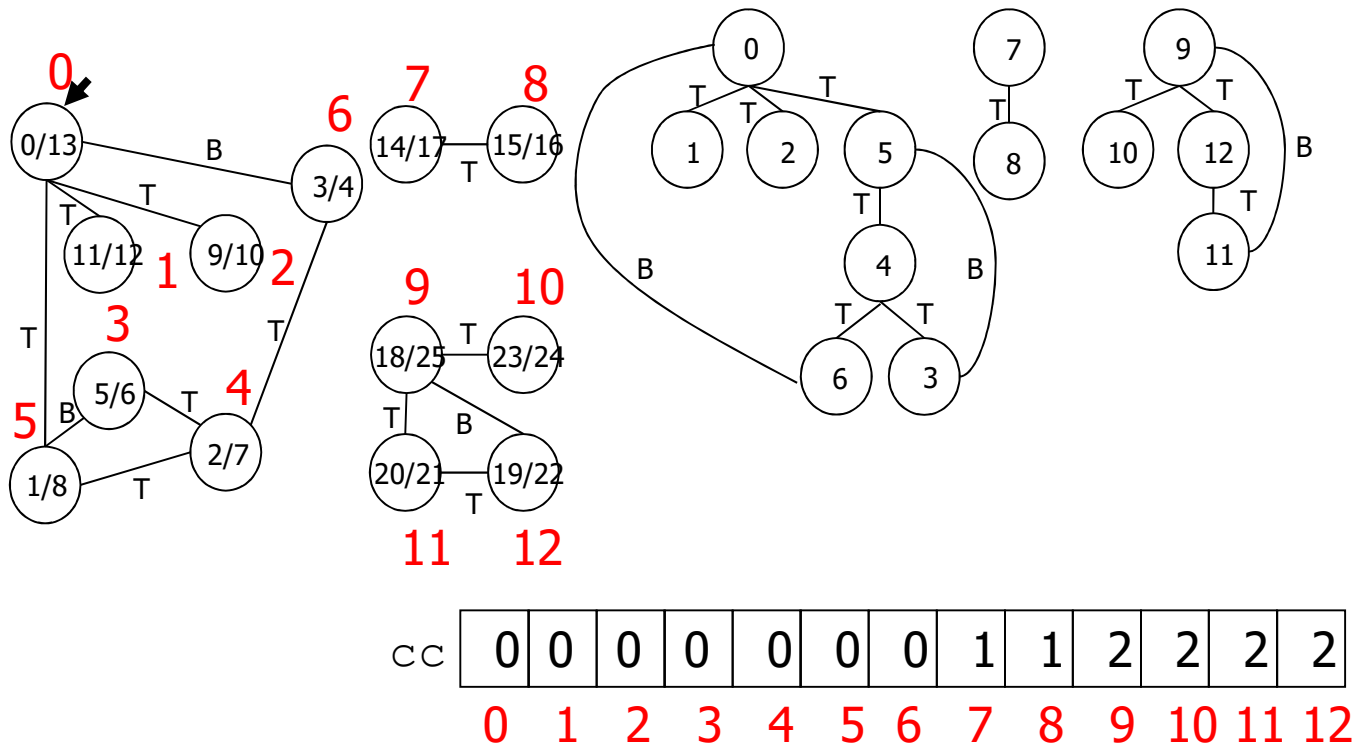 0 7 8 6
0/13 B 3/4 14/17 T 15/16
T T
11/12 1 9/10 2
3 9 10
T T 18/25 T 23/24
5 B 5/6 T 4 T B
1/8 T 2/7 20/21 T 19/22
11 12
0 7 9
T T T T T T
1 2 5 8 10 12 B
T T
B 4 B 11
T T
6 3
cc 0 0 0 0 0 0 0 1 1 2 2 2 2
0 1 2 3 4 5 6 7 8 9 10 11 12